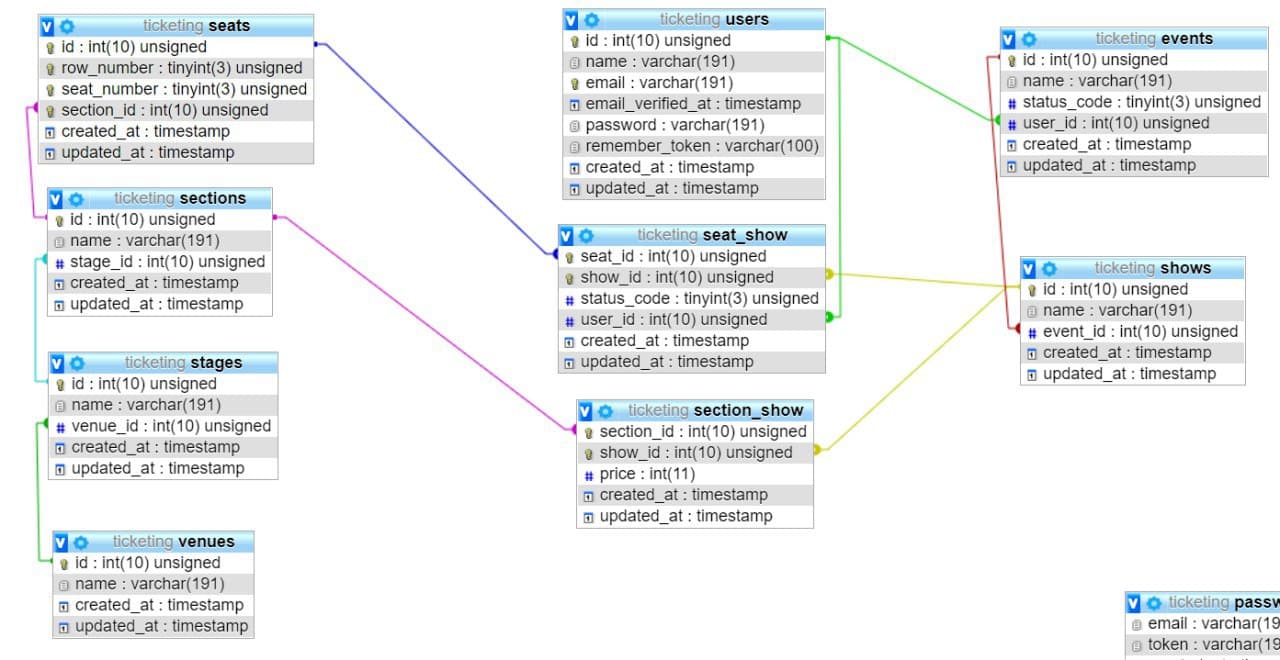 ticketing seats
id : int(10) unsigned
row_number : tinyint(3) unsigned
seat_number : tinyint(3) unsigned
section_id : int(10) unsigned
created_at : timestamp
updated_at : timestamp
ticketing sections
id : int(10) unsigned
name : varchar(191)
stage_id : int(10) unsigned
created_at : timestamp
updated_at : timestamp
ticketing stages
id : int(10) unsigned
name : varchar(191)
venue_id : int(10) unsigned
created_at : timestamp
updated_at : timestamp
ticketing venues
id : int(10) unsigned
name : varchar(191)
created_at : timestamp
updated_at : timestamp
ticketing users
id : int(10) unsigned
name : varchar(191)
email : varchar(191)
email_verified_at : timestamp
password : varchar(191)
remember_token : varchar(100)
created_at : timestamp
updated_at : timestamp
ticketing seat_show
seat_id : int(10) unsigned
show_id : int(10) unsigned
status_code : tinyint(3) unsigned
user_id : int(10) unsigned
created_at : timestamp
updated_at : timestamp
ticketing section_show
section_id : int(10) unsigned
show_id : int(10) unsigned
price : int(11)
created_at : timestamp
updated_at : timestamp
ticketing events
id : int(10) unsigned
name : varchar(191)
status_code : tinyint(3) unsigned
user_id : int(10) unsigned
created_at : timestamp
updated_at : timestamp
ticketing shows
id : int(10) unsigned
name : varchar(191)
event_id : int(10) unsigned
created_at : timestamp
updated_at : timestamp
ticketing passw
email : varchar(19
token : varchar(19